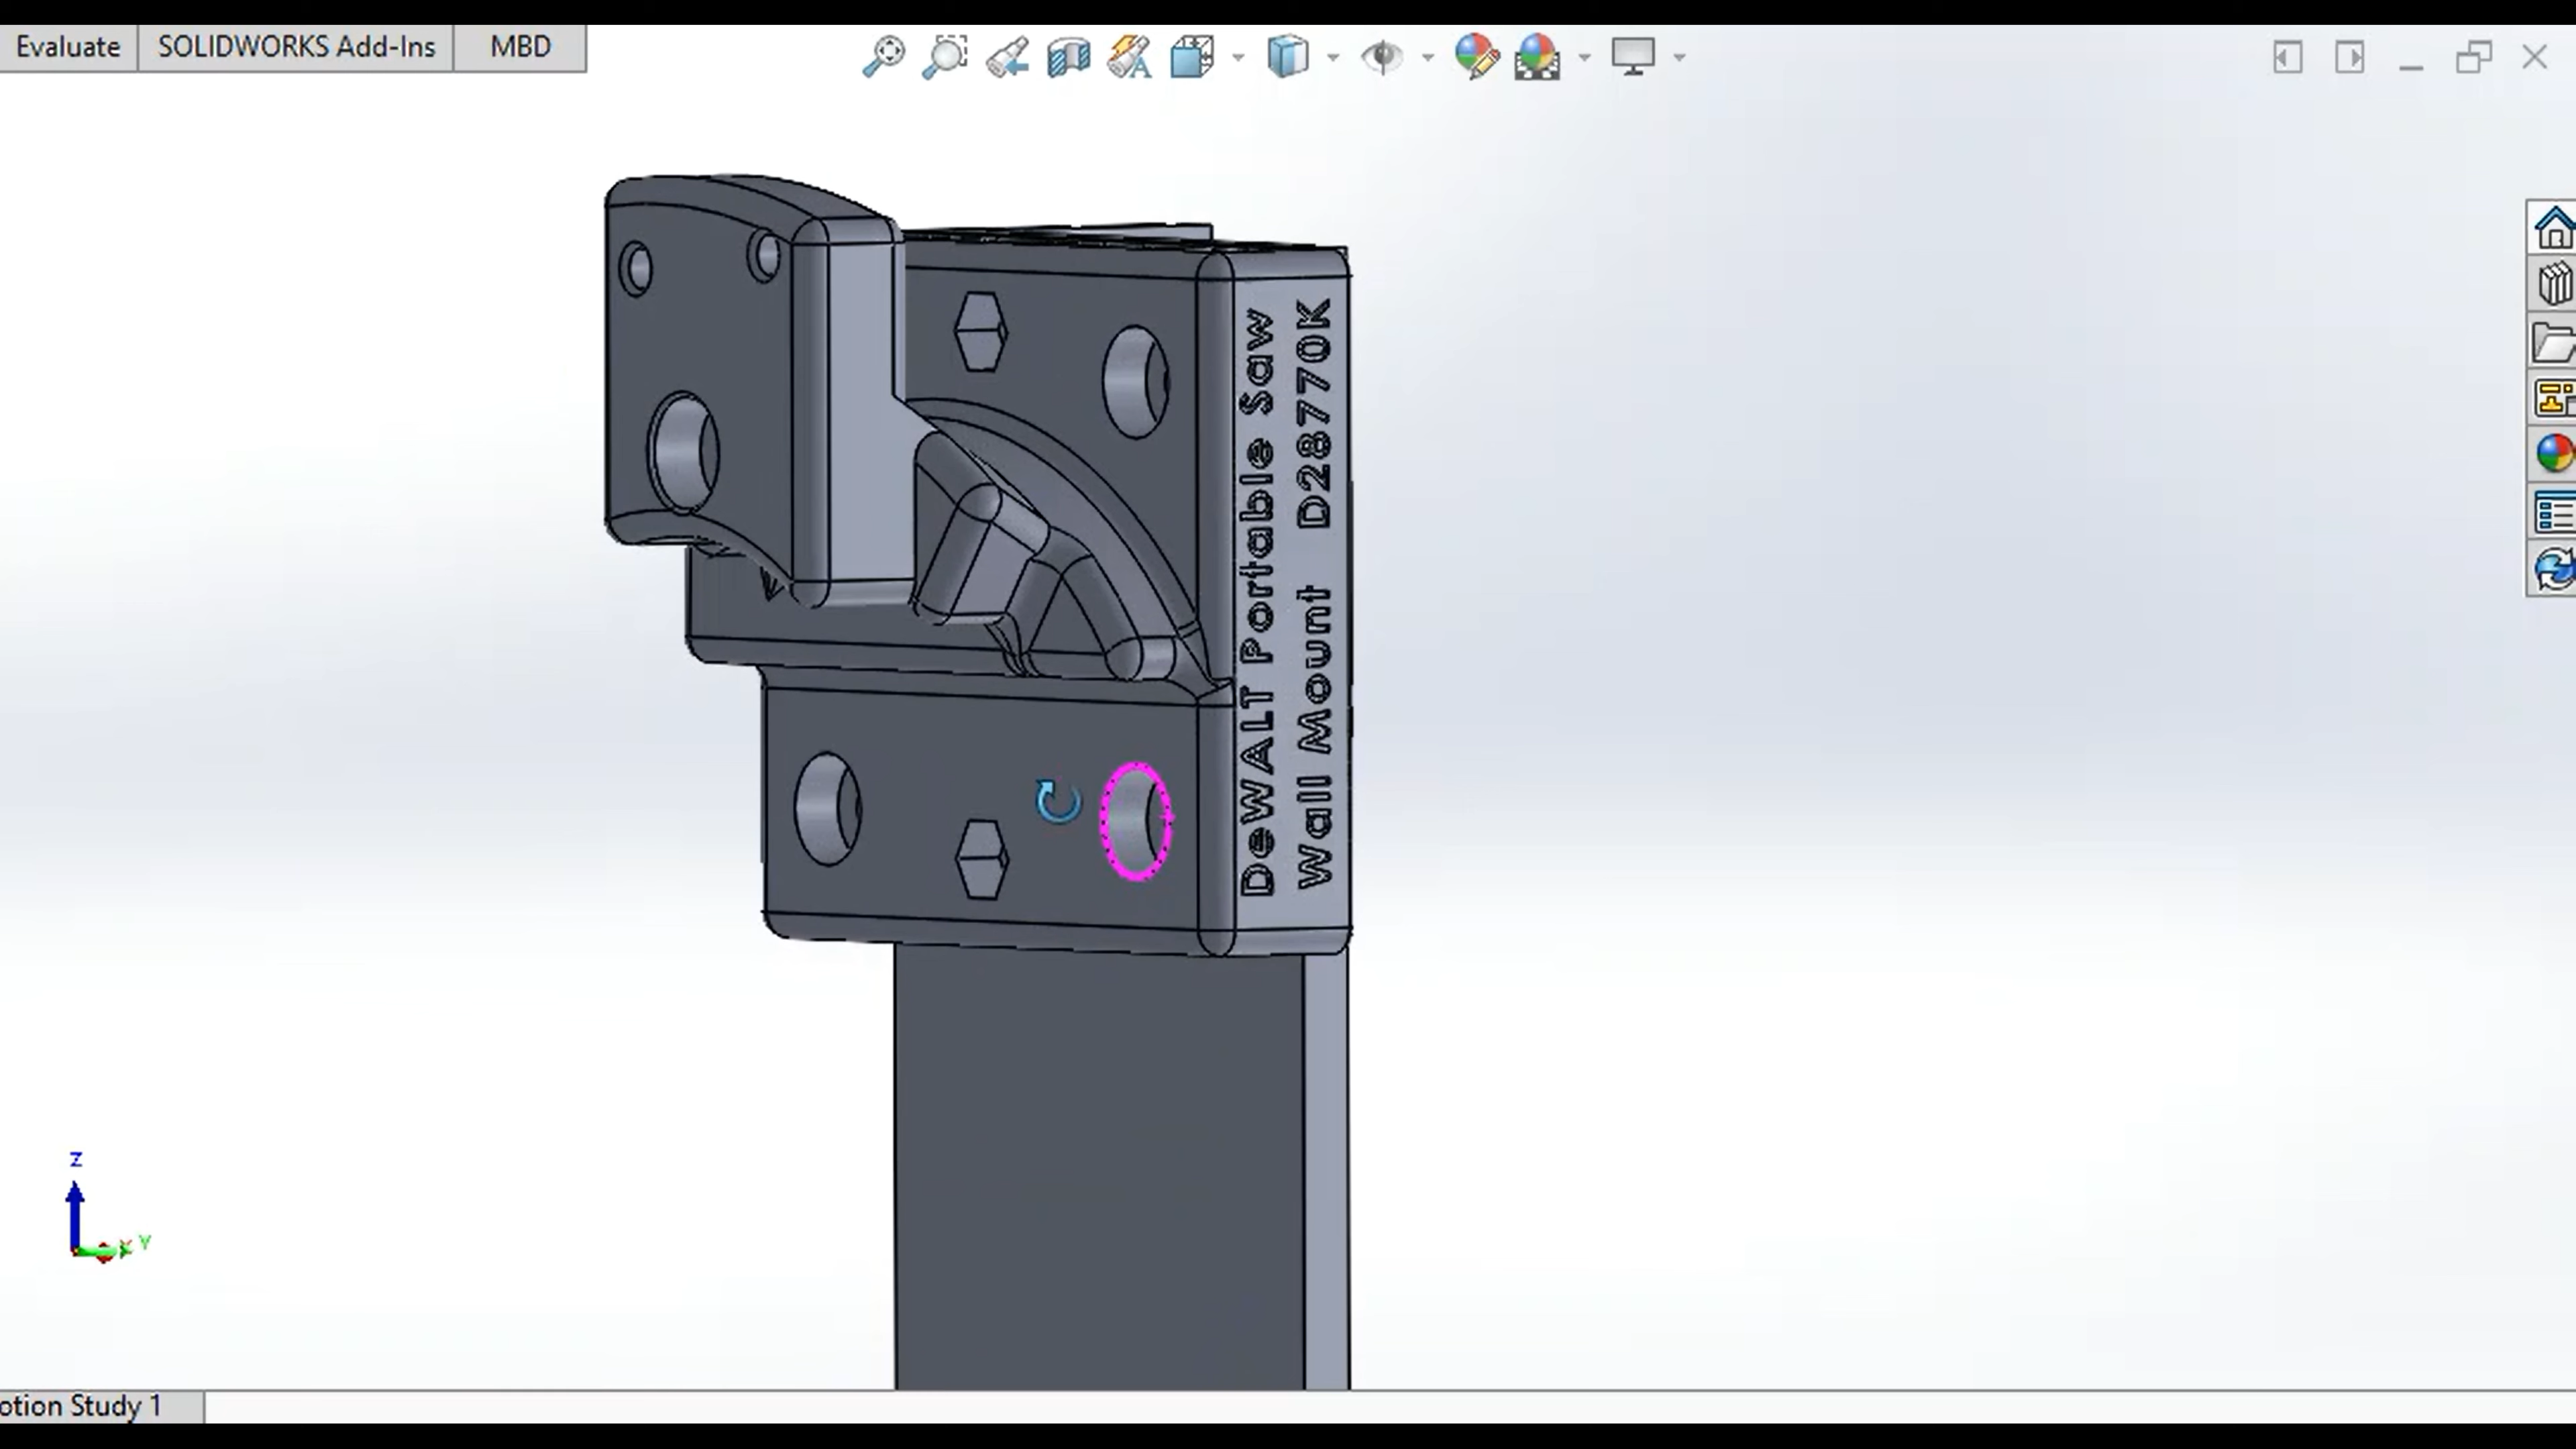 Evaluate
SOLIDWORKS Add-Ins
MBD
DeWALT Portable Saw
Wall Mount D28770K
Z
Y
otion Study 1